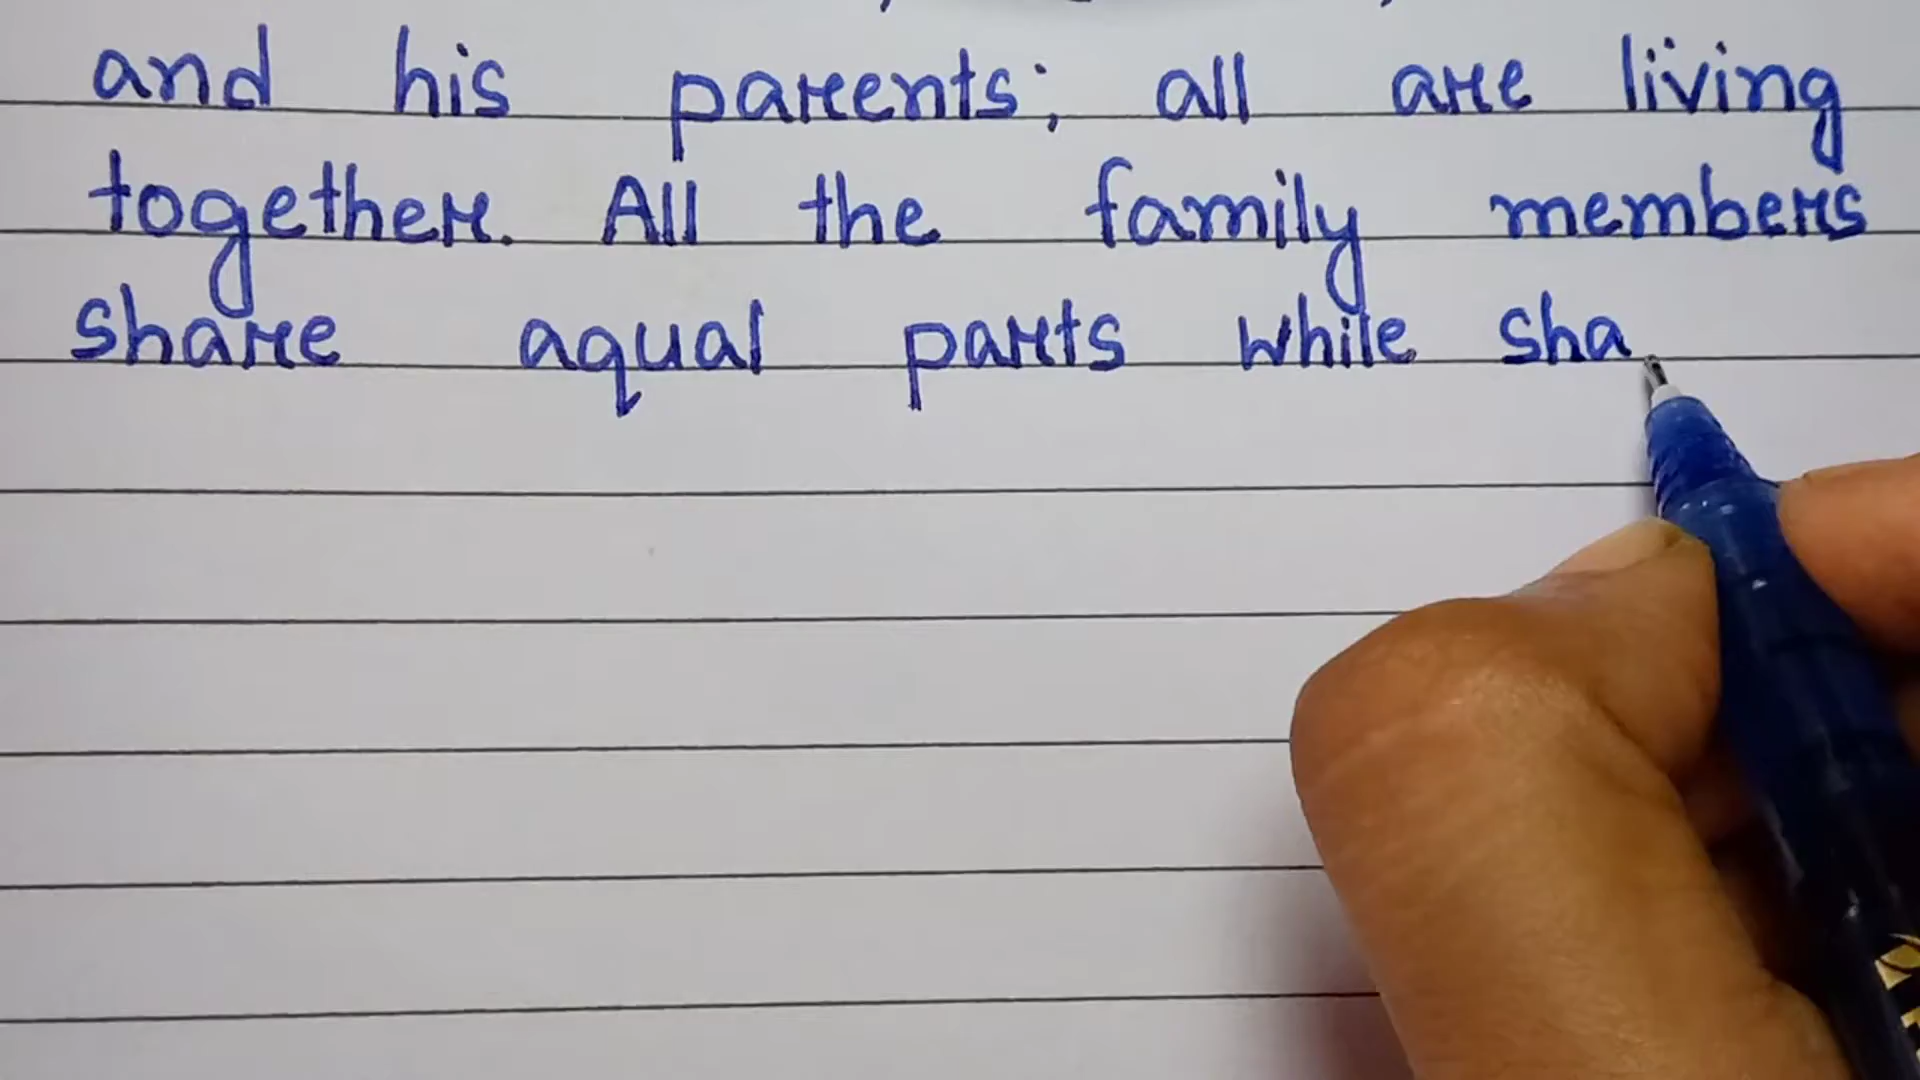 and his parents; all are living
together. All the family members
share aqual parts while sha